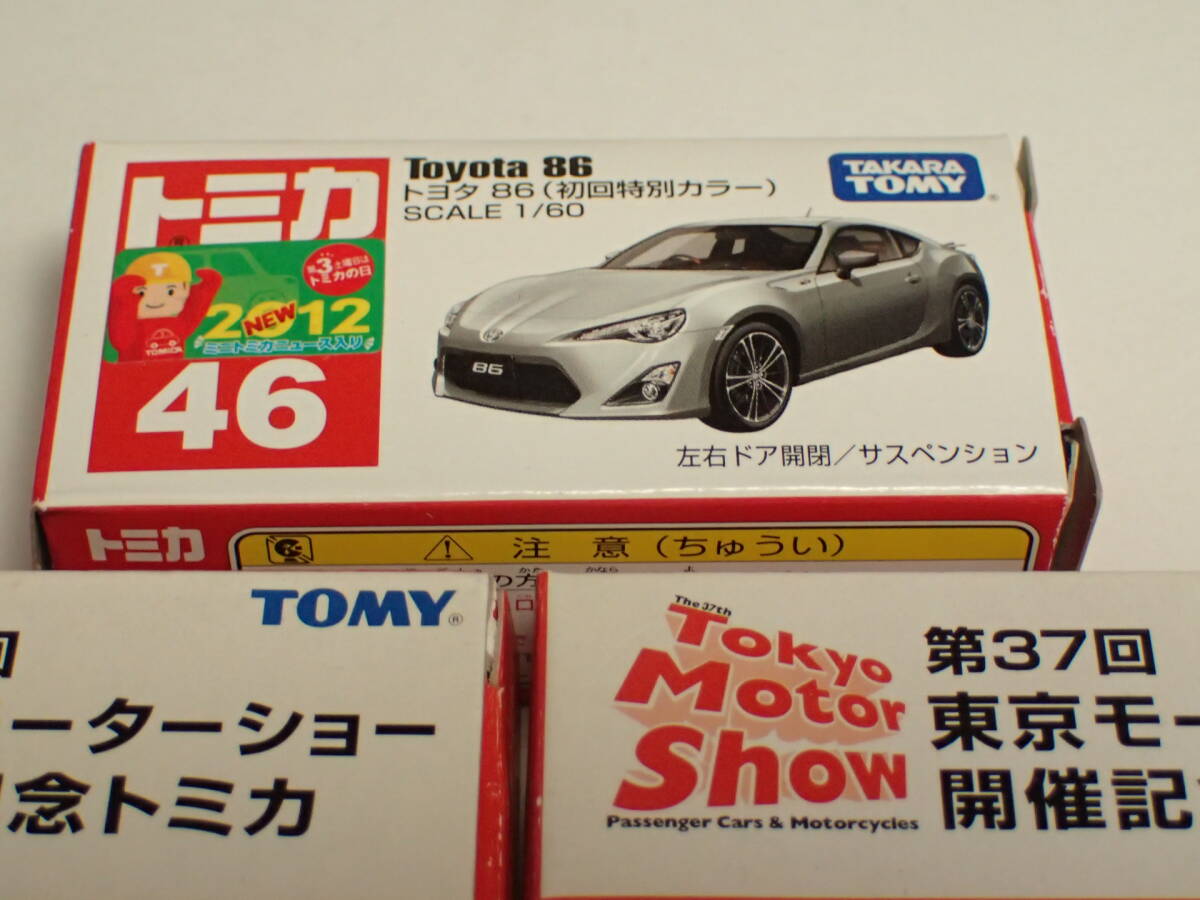 トミカ
Toyota 86
トヨタ 86(初回特別カラー)
SCALE 1/60
TAKARA
TOMY
第3土曜日は
トミカの日
2012
NEW
ミニトミカニュース入り
TOMICA
46
86
左右ドア開閉/サスペンション
トミカ
注意(ちゅうい)
の方
TOMY
回
ーターショー
念トミカ
The 37th
Tokyo
Motor
Show
Passenger Cars & Motorcycles
第37回
東京モー
開催記